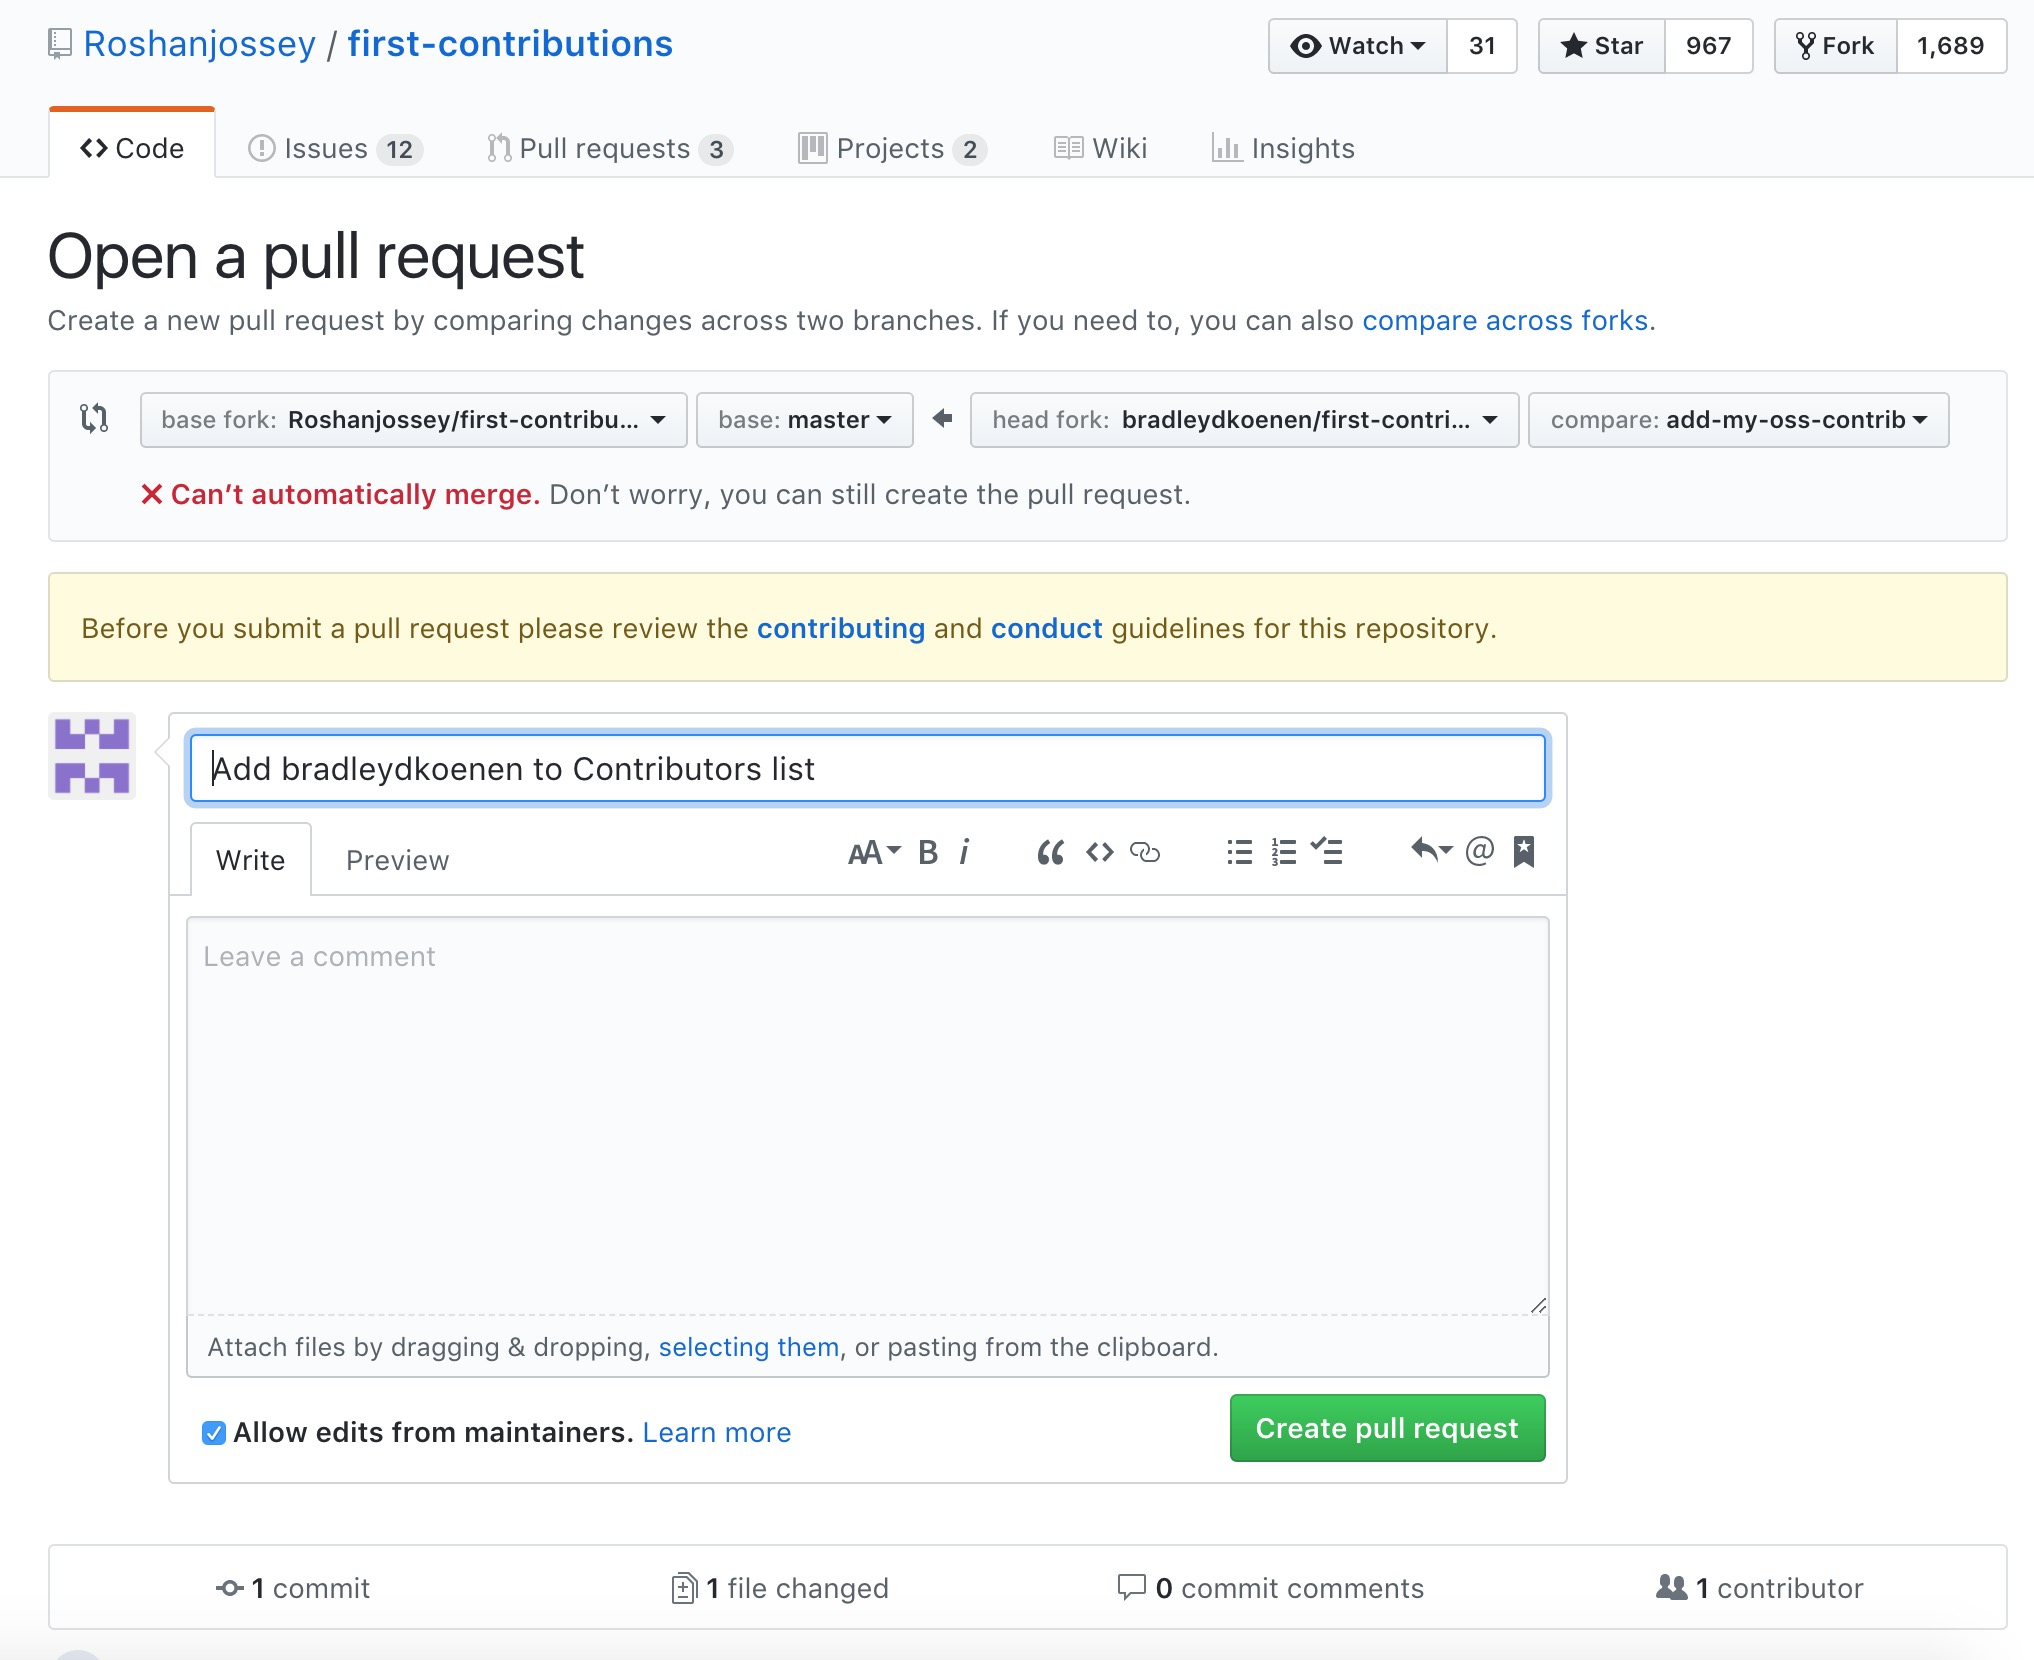 Roshanjossey / first-contributions
Watch 31 Star 967 Fork 1,689
Code Issues 12 Pull requests 3 Projects 2 Wiki Insights
Open a pull request
Create a new pull request by comparing changes across two branches. If you need to, you can also compare across forks.
base fork: Roshanjossey/first-contribu... base: master head fork: bradleydkoenen/first-contri... compare: add-my-oss-contrib
Can’t automatically merge. Don’t worry, you can still create the pull request.
Before you submit a pull request please review the contributing and conduct guidelines for this repository.
Add bradleydkoenen to Contributors list
Write Preview AA B i “ <> @
Leave a comment
Attach files by dragging & dropping, selecting them, or pasting from the clipboard.
Allow edits from maintainers. Learn more Create pull request
1 commit 1 file changed 0 commit comments 1 contributor